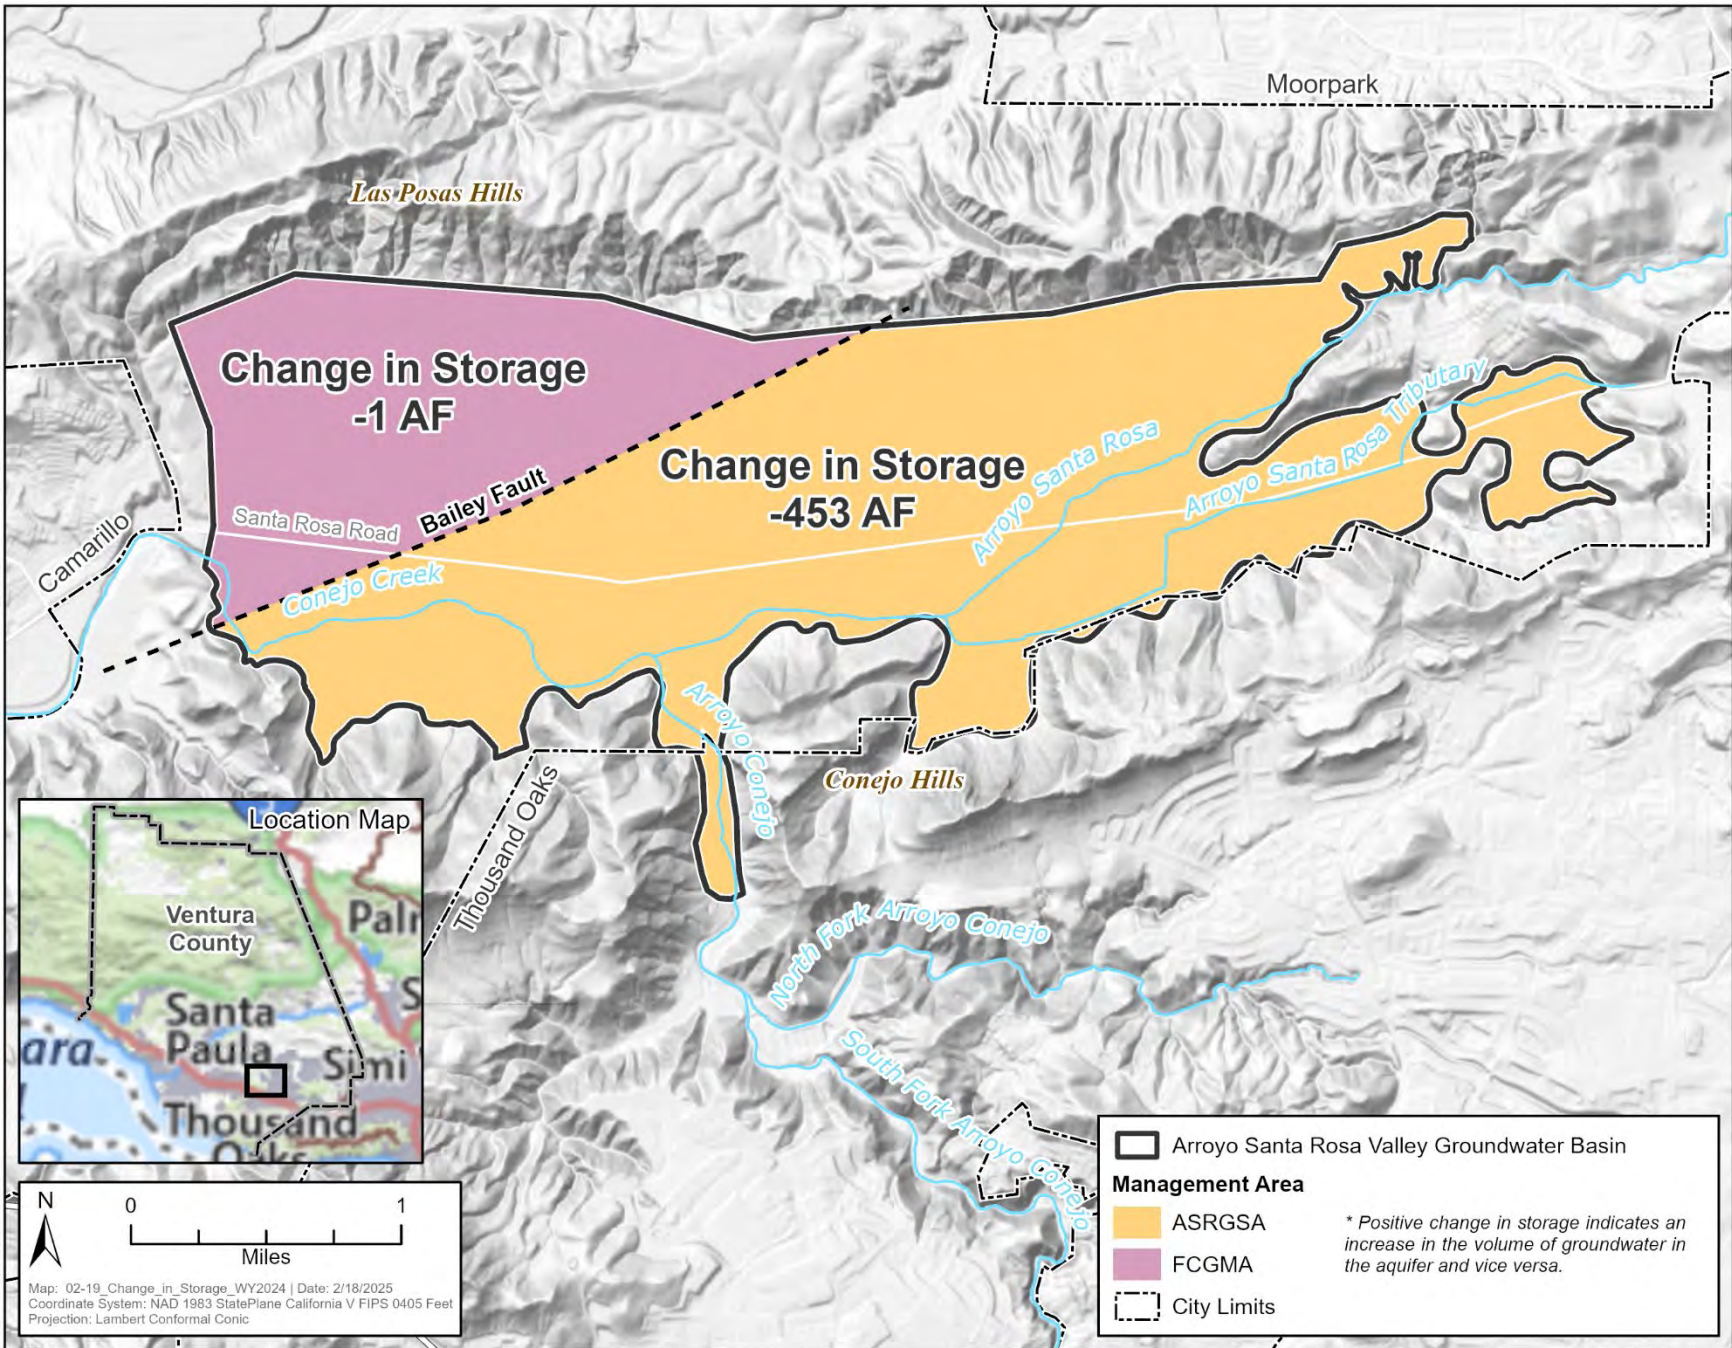 Moorpark
Las Posas Hills
Change in Storage
-1 AF
Change in Storage
-453 AF
Bailey Fault
Santa Rosa Road
Camarillo
Conejo Creek
Arroyo Santa Rosa
Arroyo Santa Rosa Tributary
Arroyo Conejo
Conejo Hills
Thousand Oaks
North Fork Arroyo Conejo
South Fork Arroyo Conejo
Location Map
Ventura
County
Santa
Paula
Simi
Thousand
Oaks
N
0 1
Miles
Map: 02-19_Change_in_Storage_WY2024 | Date: 2/18/2025
Coordinate System: NAD 1983 StatePlane California V FIPS 0405 Feet
Projection: Lambert Conformal Conic
Arroyo Santa Rosa Valley Groundwater Basin
Management Area
ASRGSA
FCGMA
City Limits
* Positive change in storage indicates an
increase in the volume of groundwater in
the aquifer and vice versa.